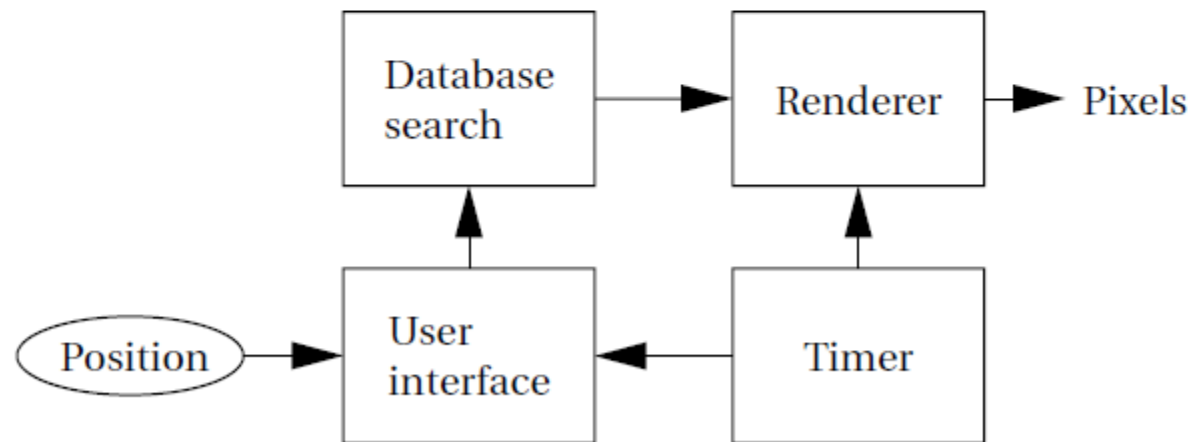 Database
search
Renderer
Pixels
Position
User
interface
Timer